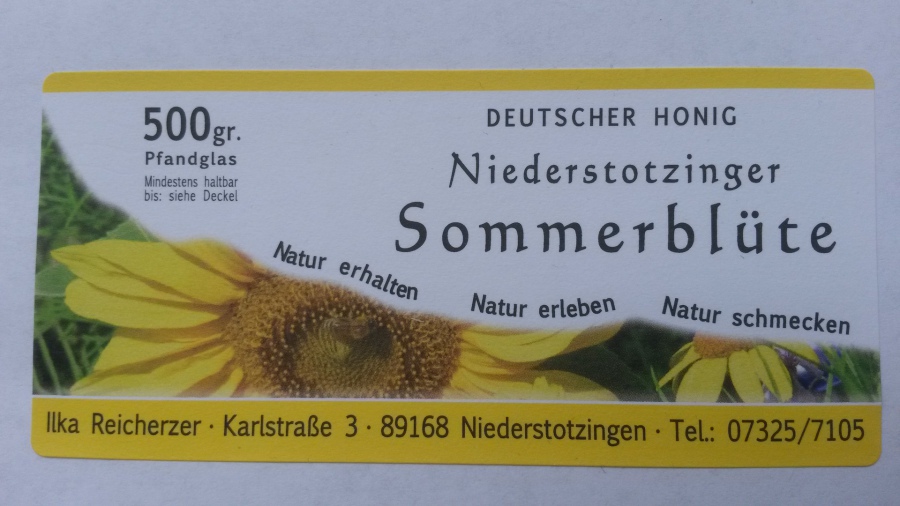 500gr.
Pfandglas
Mindestens haltbar
bis: siehe Deckel
DEUTSCHER HONIG
Niederstotzinger
Sommerblüte
Natur erhalten
Natur erleben
Natur schmecken
Ilka Reicherzer · Karlstraße 3 · 89168 Niederstotzingen · Tel.: 07325/7105